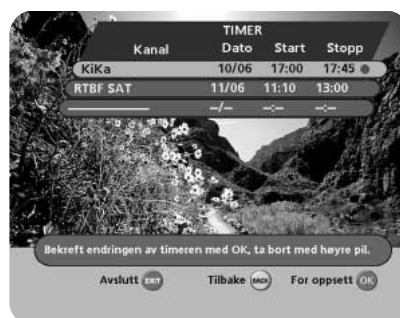 TIMER
Kanal Dato Start Stopp
KiKa 10/06 17:00 17:45
RTBF SAT 11/06 11:10 13:00
———— –/– –:– –:–
Bekreft endringen av timeren med OK, ta bort med høyre pil.
Avslutt EXIT Tilbake BACK For oppsett OK